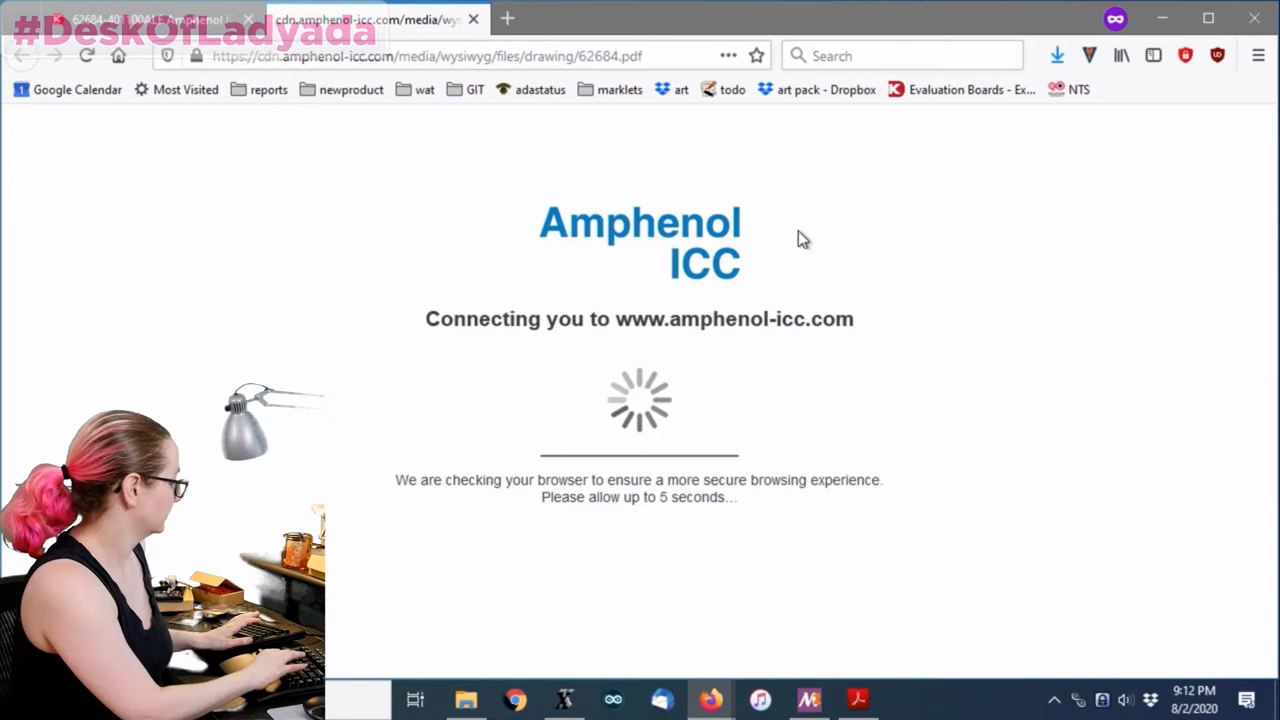 62684-401100ALF Amphenol
cdn.amphenol-icc.com/media/wys
#DeskOfLadyada
https://cdn.amphenol-icc.com/media/wysiwyg/files/drawing/62684.pdf
Search
Google Calendar
Most Visited
reports
newproduct
wat
GIT
adastatus
marklets
art
todo
art pack - Dropbox
Evaluation Boards - Ex...
NTS
Amphenol
ICC
Connecting you to www.amphenol-icc.com
We are checking your browser to ensure a more secure browsing experience.
Please allow up to 5 seconds...
9:12 PM
8/2/2020